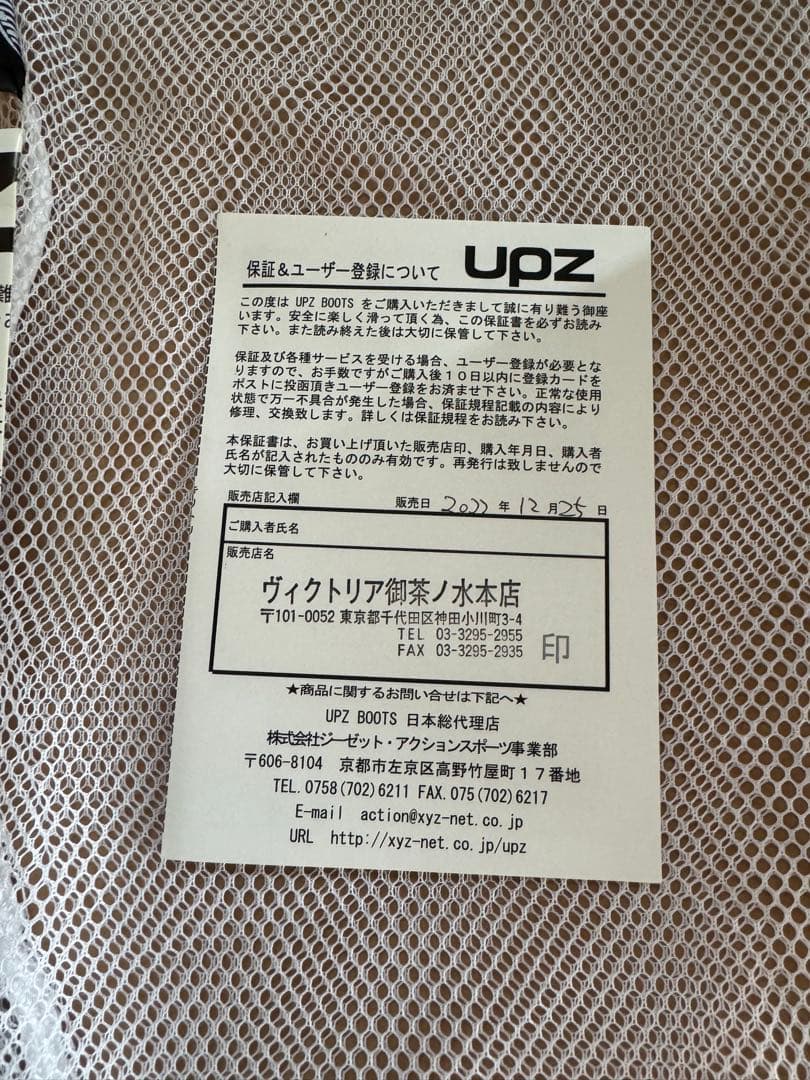 保証＆ユーザー登録について
upz
この度は UPZ BOOTS をご購入いただきまして誠に有り難う御座
います。安全に楽しく滑って頂く為、この保証書を必ずお読み
下さい。また読み終えた後は大切に保管して下さい。
保証及び各種サービスを受ける場合、ユーザー登録が必要とな
りますので、お手数ですがご購入後１０日以内に登録カードを
ポストに投函頂きユーザー登録をお済ませ下さい。正常な使用
状態で万一不具合が発生した場合、保証規程記載の内容により
修理、交換致します。詳しくは保証規程をお読み下さい。
本保証書は、お買い上げ頂いた販売店印、購入年月日、購入者
氏名が記入されたもののみ有効です。再発行は致しませんので
大切に保管して下さい。
販売店記入欄 販売日 2022 年 12 月 25 日
ご購入者氏名
販売店名
ヴィクトリア御茶ノ水本店
〒101-0052 東京都千代田区神田小川町3-4
TEL 03-3295-2955
FAX 03-3295-2935
印
★商品に関するお問い合せは下記へ★
UPZ BOOTS 日本総代理店
株式会社ジーゼット・アクションスポーツ事業部
〒606-8104 京都市左京区高野竹屋町１７番地
TEL.0758(702)6211 FAX.075(702)6217
E-mail action@xyz-net.co.jp
URL http://xyz-net.co.jp/upz